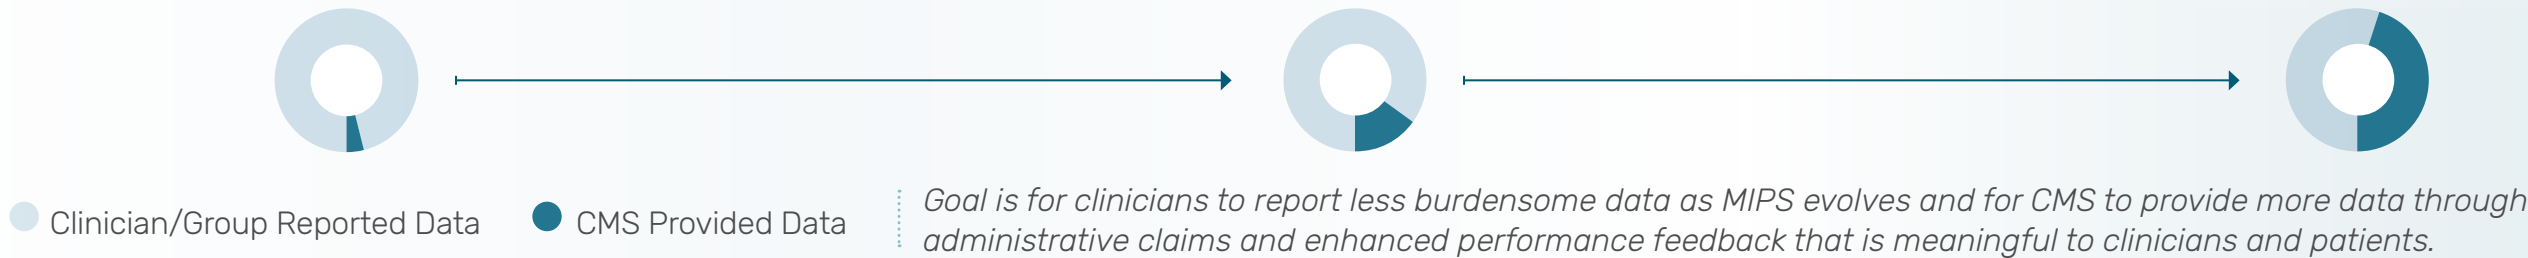 Clinician/Group Reported Data
CMS Provided Data
Goal is for clinicians to report less burdensome data as MIPS evolves and for CMS to provide more data through
administrative claims and enhanced performance feedback that is meaningful to clinicians and patients.